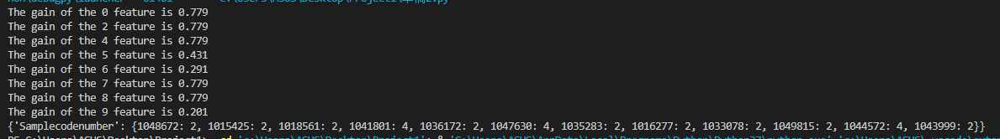 The gain of the 0 feature is 0.779
The gain of the 2 feature is 0.779
The gain of the 4 feature is 0.779
The gain of the 5 feature is 0.431
The gain of the 6 feature is 0.291
The gain of the 7 feature is 0.779
The gain of the 8 feature is 0.779
The gain of the 9 feature is 0.201
{'Samplecodenumber': {1048672: 2, 1015425: 2, 1018561: 2, 1041801: 4, 1036172: 2, 1047630: 4, 1035283: 2, 1016277: 2, 1033078: 2, 1049815: 2, 1044572: 4, 1043999: 2}}